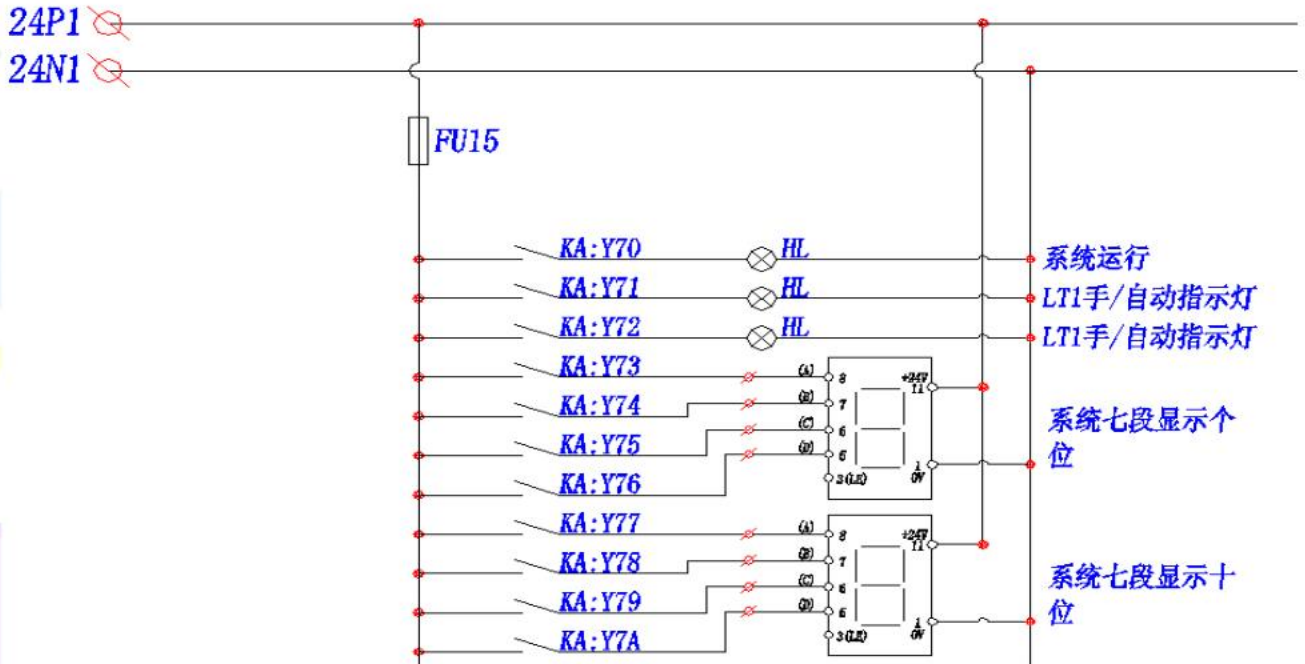 24P1
24N1
FU15
KA:Y70 HL 系统运行
KA:Y71 HL LT1手/自动指示灯
KA:Y72 HL LT1手/自动指示灯
KA:Y73 (A) 8 +24V 11
KA:Y74 (B) 7
KA:Y75 (C) 6
系统七段显示个
位
KA:Y76 (D) 5 1 0V
3(LE)
KA:Y77 (A) 8 +24V 11
KA:Y78 (B) 7
KA:Y79 (C) 6
系统七段显示十
位
KA:Y7A (D) 1 0V
3(LE)